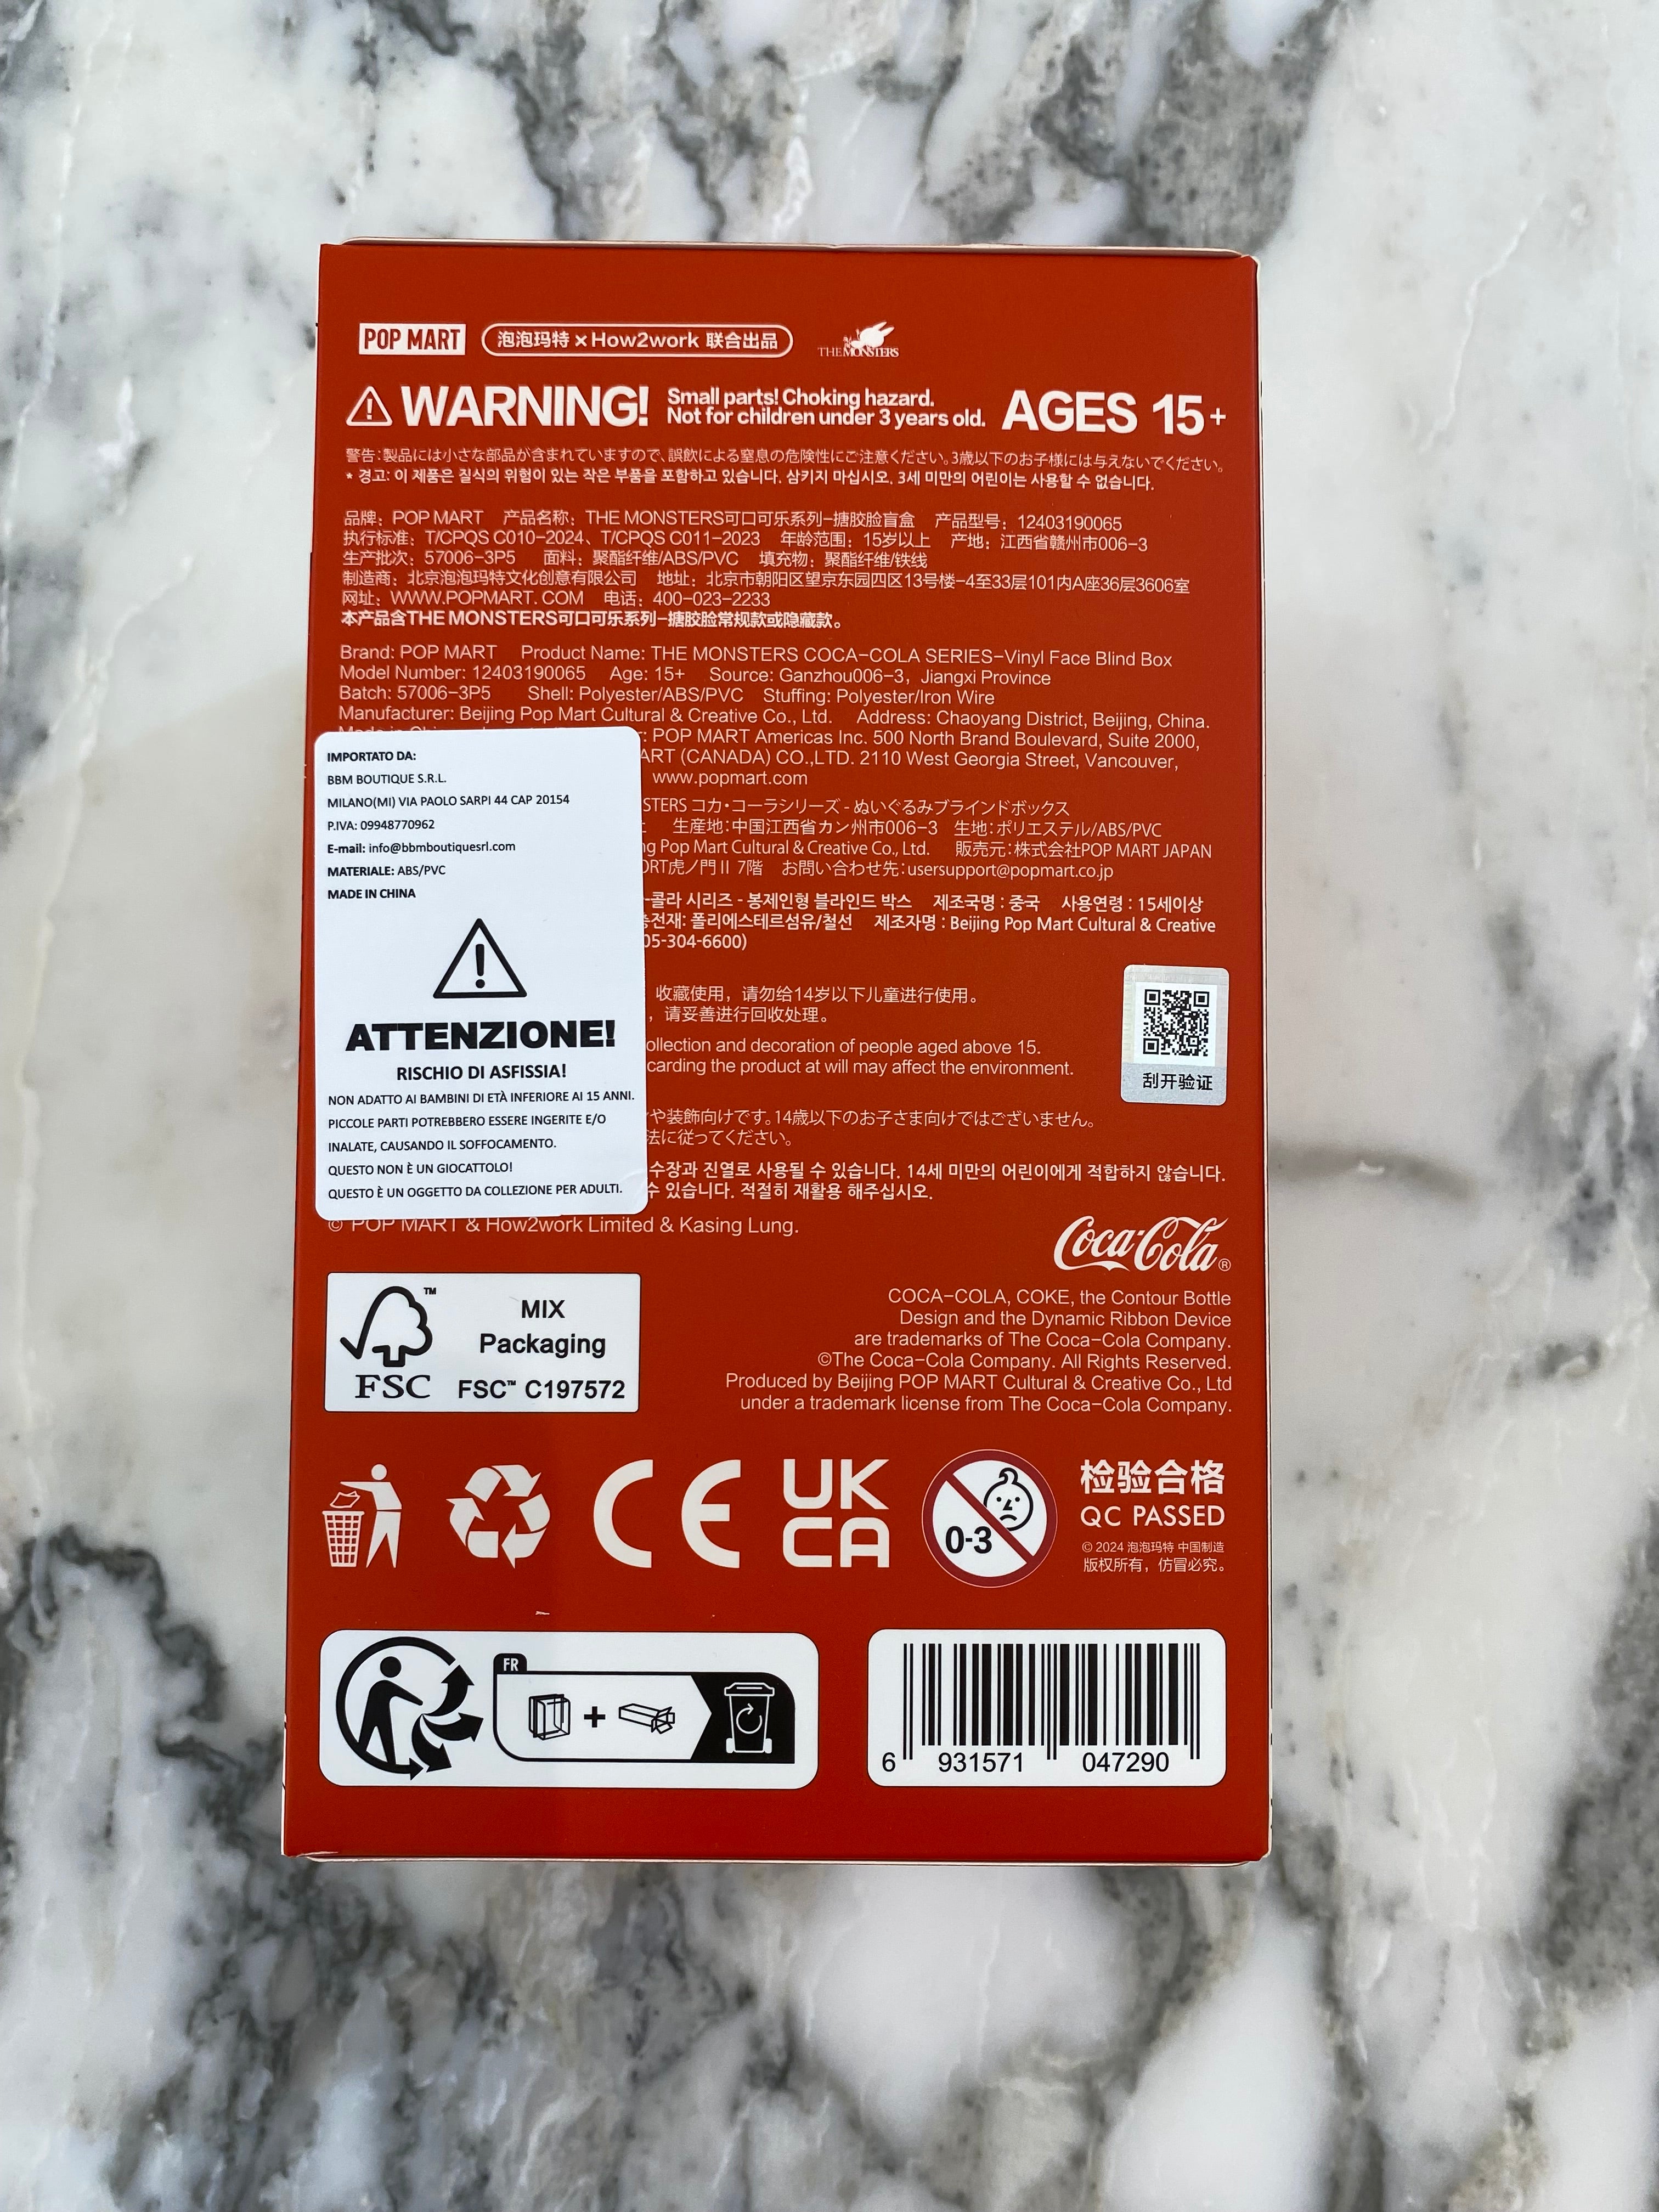 POP MART 泡泡玛特×How2work 联合出品 THE MONSTERS
WARNING! Small parts! Choking hazard. AGES 15+
Not for children under 3 years old.
警告:製品には小さな部品が含まれていますので、誤飲による窒息の危険性にご注意ください。3歳以下のお子様には与えないでください。
* 경고: 이 제품은 질식의 위험이 있는 작은 부품을 포함하고 있습니다. 삼키지 마십시오. 3세 미만의 어린이는 사용할 수 없습니다.
品牌：POP MART 产品名称：THE MONSTERS可口可乐系列-搪胶脸盲盒 产品型号：12403190065
执行标准：T/CPQS C010-2024、T/CPQS C011-2023 年龄范围：15岁以上 产地：江西省赣州市006-3
生产批次：57006-3P5 面料：聚酯纤维/ABS/PVC 填充物：聚酯纤维/铁线
制造商：北京泡泡玛特文化创意有限公司 地址：北京市朝阳区望京东园四区13号楼-4至33层101内A座36层3606室
网址：WWW.POPMART.COM 电话：400-023-2233
本产品含THE MONSTERS可口可乐系列-搪胶脸常规款或隐藏款。
Brand: POP MART Product Name: THE MONSTERS COCA-COLA SERIES-Vinyl Face Blind Box
Model Number: 12403190065 Age: 15+ Source: Ganzhou006-3, Jiangxi Province
Batch: 57006-3P5 Shell: Polyester/ABS/PVC Stuffing: Polyester/Iron Wire
Manufacturer: Beijing Pop Mart Cultural & Creative Co., Ltd. Address: Chaoyang District, Beijing, China.
: POP MART Americas Inc. 500 North Brand Boulevard, Suite 2000,
ART (CANADA) CO.,LTD. 2110 West Georgia Street, Vancouver,
www.popmart.com
STERS コカ・コーラシリーズ - ぬいぐるみブラインドボックス
生産地:中国江西省カン州市006-3 生地:ポリエステル/ABS/PVC
ng Pop Mart Cultural & Creative Co., Ltd. 販売元:株式会社POP MART JAPAN
ORT虎ノ門Ⅱ 7階 お問い合わせ先:usersupport@popmart.co.jp
-콜라 시리즈 - 봉제인형 블라인드 박스 제조국명 : 중국 사용연령 : 15세이상
충전재: 폴리에스테르섬유/철선 제조자명 : Beijing Pop Mart Cultural & Creative
05-304-6600)
收藏使用，请勿给14岁以下儿童进行使用。
，请妥善进行回收处理。
ollection and decoration of people aged above 15.
carding the product at will may affect the environment.
や装飾向けです。14歳以下のお子さま向けではございません。
法に従ってください。
수장과 진열로 사용될 수 있습니다. 14세 미만의 어린이에게 적합하지 않습니다.
수 있습니다. 적절히 재활용 해주십시오.
刮开验证
IMPORTATO DA:
BBM BOUTIQUE S.R.L.
MILANO(MI) VIA PAOLO SARPI 44 CAP 20154
P.IVA: 09948770962
E-mail: info@bbmboutiquesrl.com
MATERIALE: ABS/PVC
MADE IN CHINA
ATTENZIONE!
RISCHIO DI ASFISSIA!
NON ADATTO AI BAMBINI DI ETÀ INFERIORE AI 15 ANNI.
PICCOLE PARTI POTREBBERO ESSERE INGERITE E/O
INALATE, CAUSANDO IL SOFFOCAMENTO.
QUESTO NON È UN GIOCATTOLO!
QUESTO È UN OGGETTO DA COLLEZIONE PER ADULTI.
© POP MART & How2work Limited & Kasing Lung.
Coca-Cola®
COCA-COLA, COKE, the Contour Bottle
Design and the Dynamic Ribbon Device
are trademarks of The Coca-Cola Company.
©The Coca-Cola Company. All Rights Reserved.
Produced by Beijing POP MART Cultural & Creative Co., Ltd
under a trademark license from The Coca-Cola Company.
MIX
Packaging
FSC FSC™ C197572
CE UK
CA
0-3
检验合格
QC PASSED
© 2024 泡泡玛特 中国制造
版权所有，仿冒必究。
FR
6 931571 047290